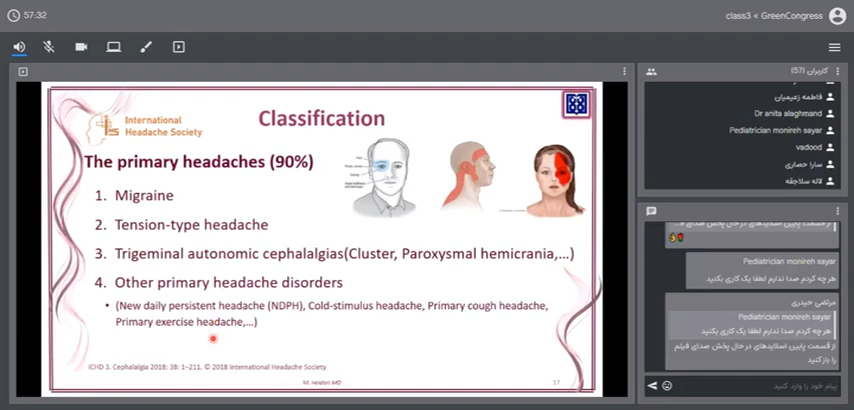 57:32
class3 < GreenCongress
International
Headache Society
Classification
The primary headaches (90%)
1. Migraine
2. Tension-type headache
3. Trigeminal autonomic cephalalgias(Cluster, Paroxysmal hemicrania,...)
4. Other primary headache disorders
• (New daily persistent headache (NDPH), Cold-stimulus headache, Primary cough headache,
Primary exercise headache,...)
ICHD 3. Cephalalgia 2018; 38: 1–211. © 2018 International Headache Society
17
کاربران (57)
فاطمه زعیمیان
Dr anita alaghmand
Pediatrician monireh sayar
vadood
سارا حصاری
لاله سلاجقه
Pediatrician monireh sayar
هر چه کردم صدا ندارم لطفا یک کاری بکنید
مرتضی حیدری
Pediatrician monireh sayar
هر چه کردم صدا ندارم لطفا یک کاری بکنید
از قسمت پایین اسلایدهای در حال پخش صدای فیلم
را باز کنید
پیام خود را وارد کنید